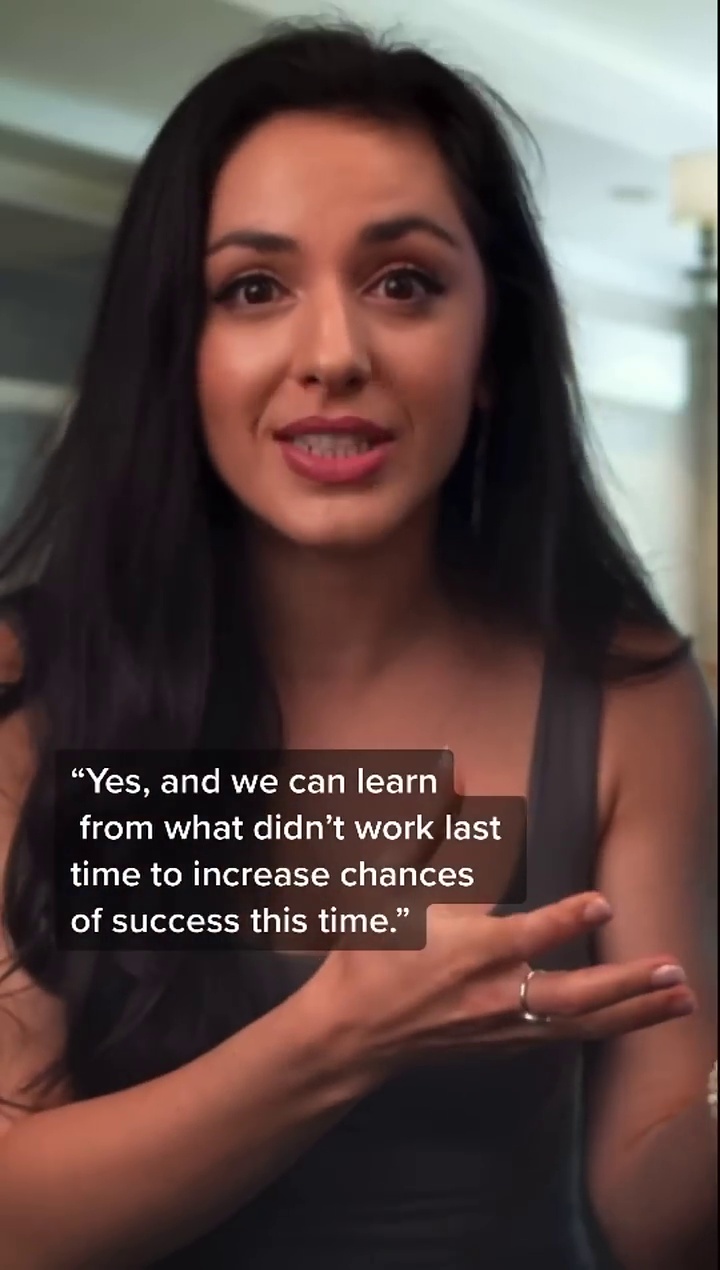 “Yes, and we can learn
from what didn’t work last
time to increase chances
of success this time.”